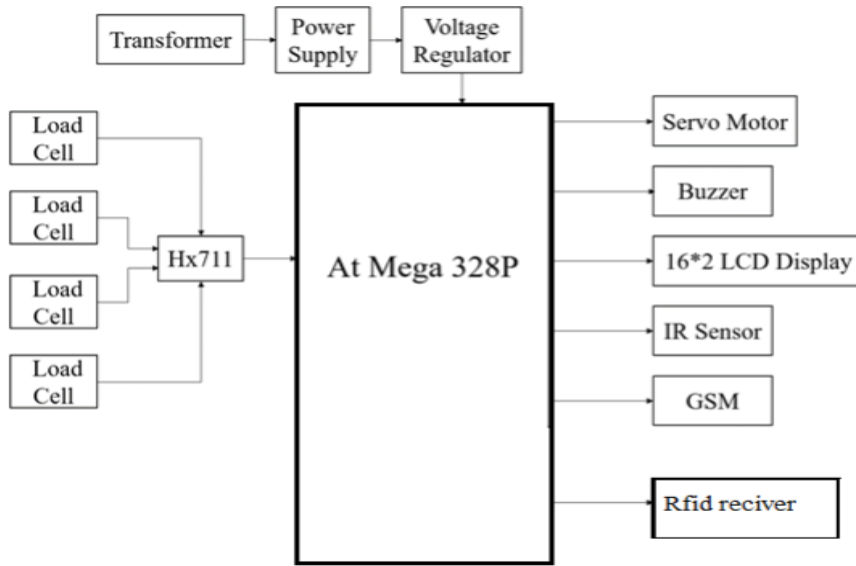 Transformer
Power
Supply
Voltage
Regulator
Load
Cell
Load
Cell
Load
Cell
Load
Cell
Hx711
At Mega 328P
Servo Motor
Buzzer
16*2 LCD Display
IR Sensor
GSM
Rfid reciver